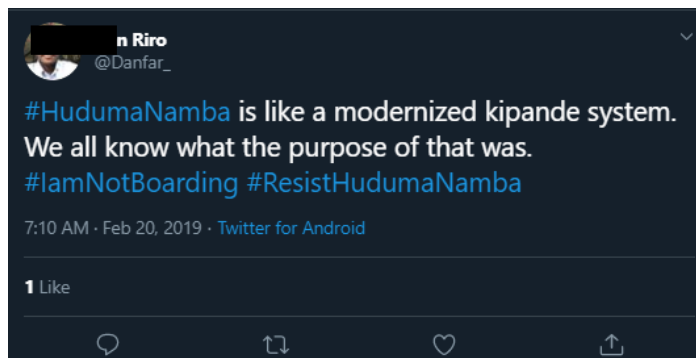 n Riro
@Danfar_
#HudumaNamba is like a modernized kipande system.
We all know what the purpose of that was.
#IamNotBoarding #ResistHudumaNamba
7:10 AM · Feb 20, 2019 · Twitter for Android
1 Like